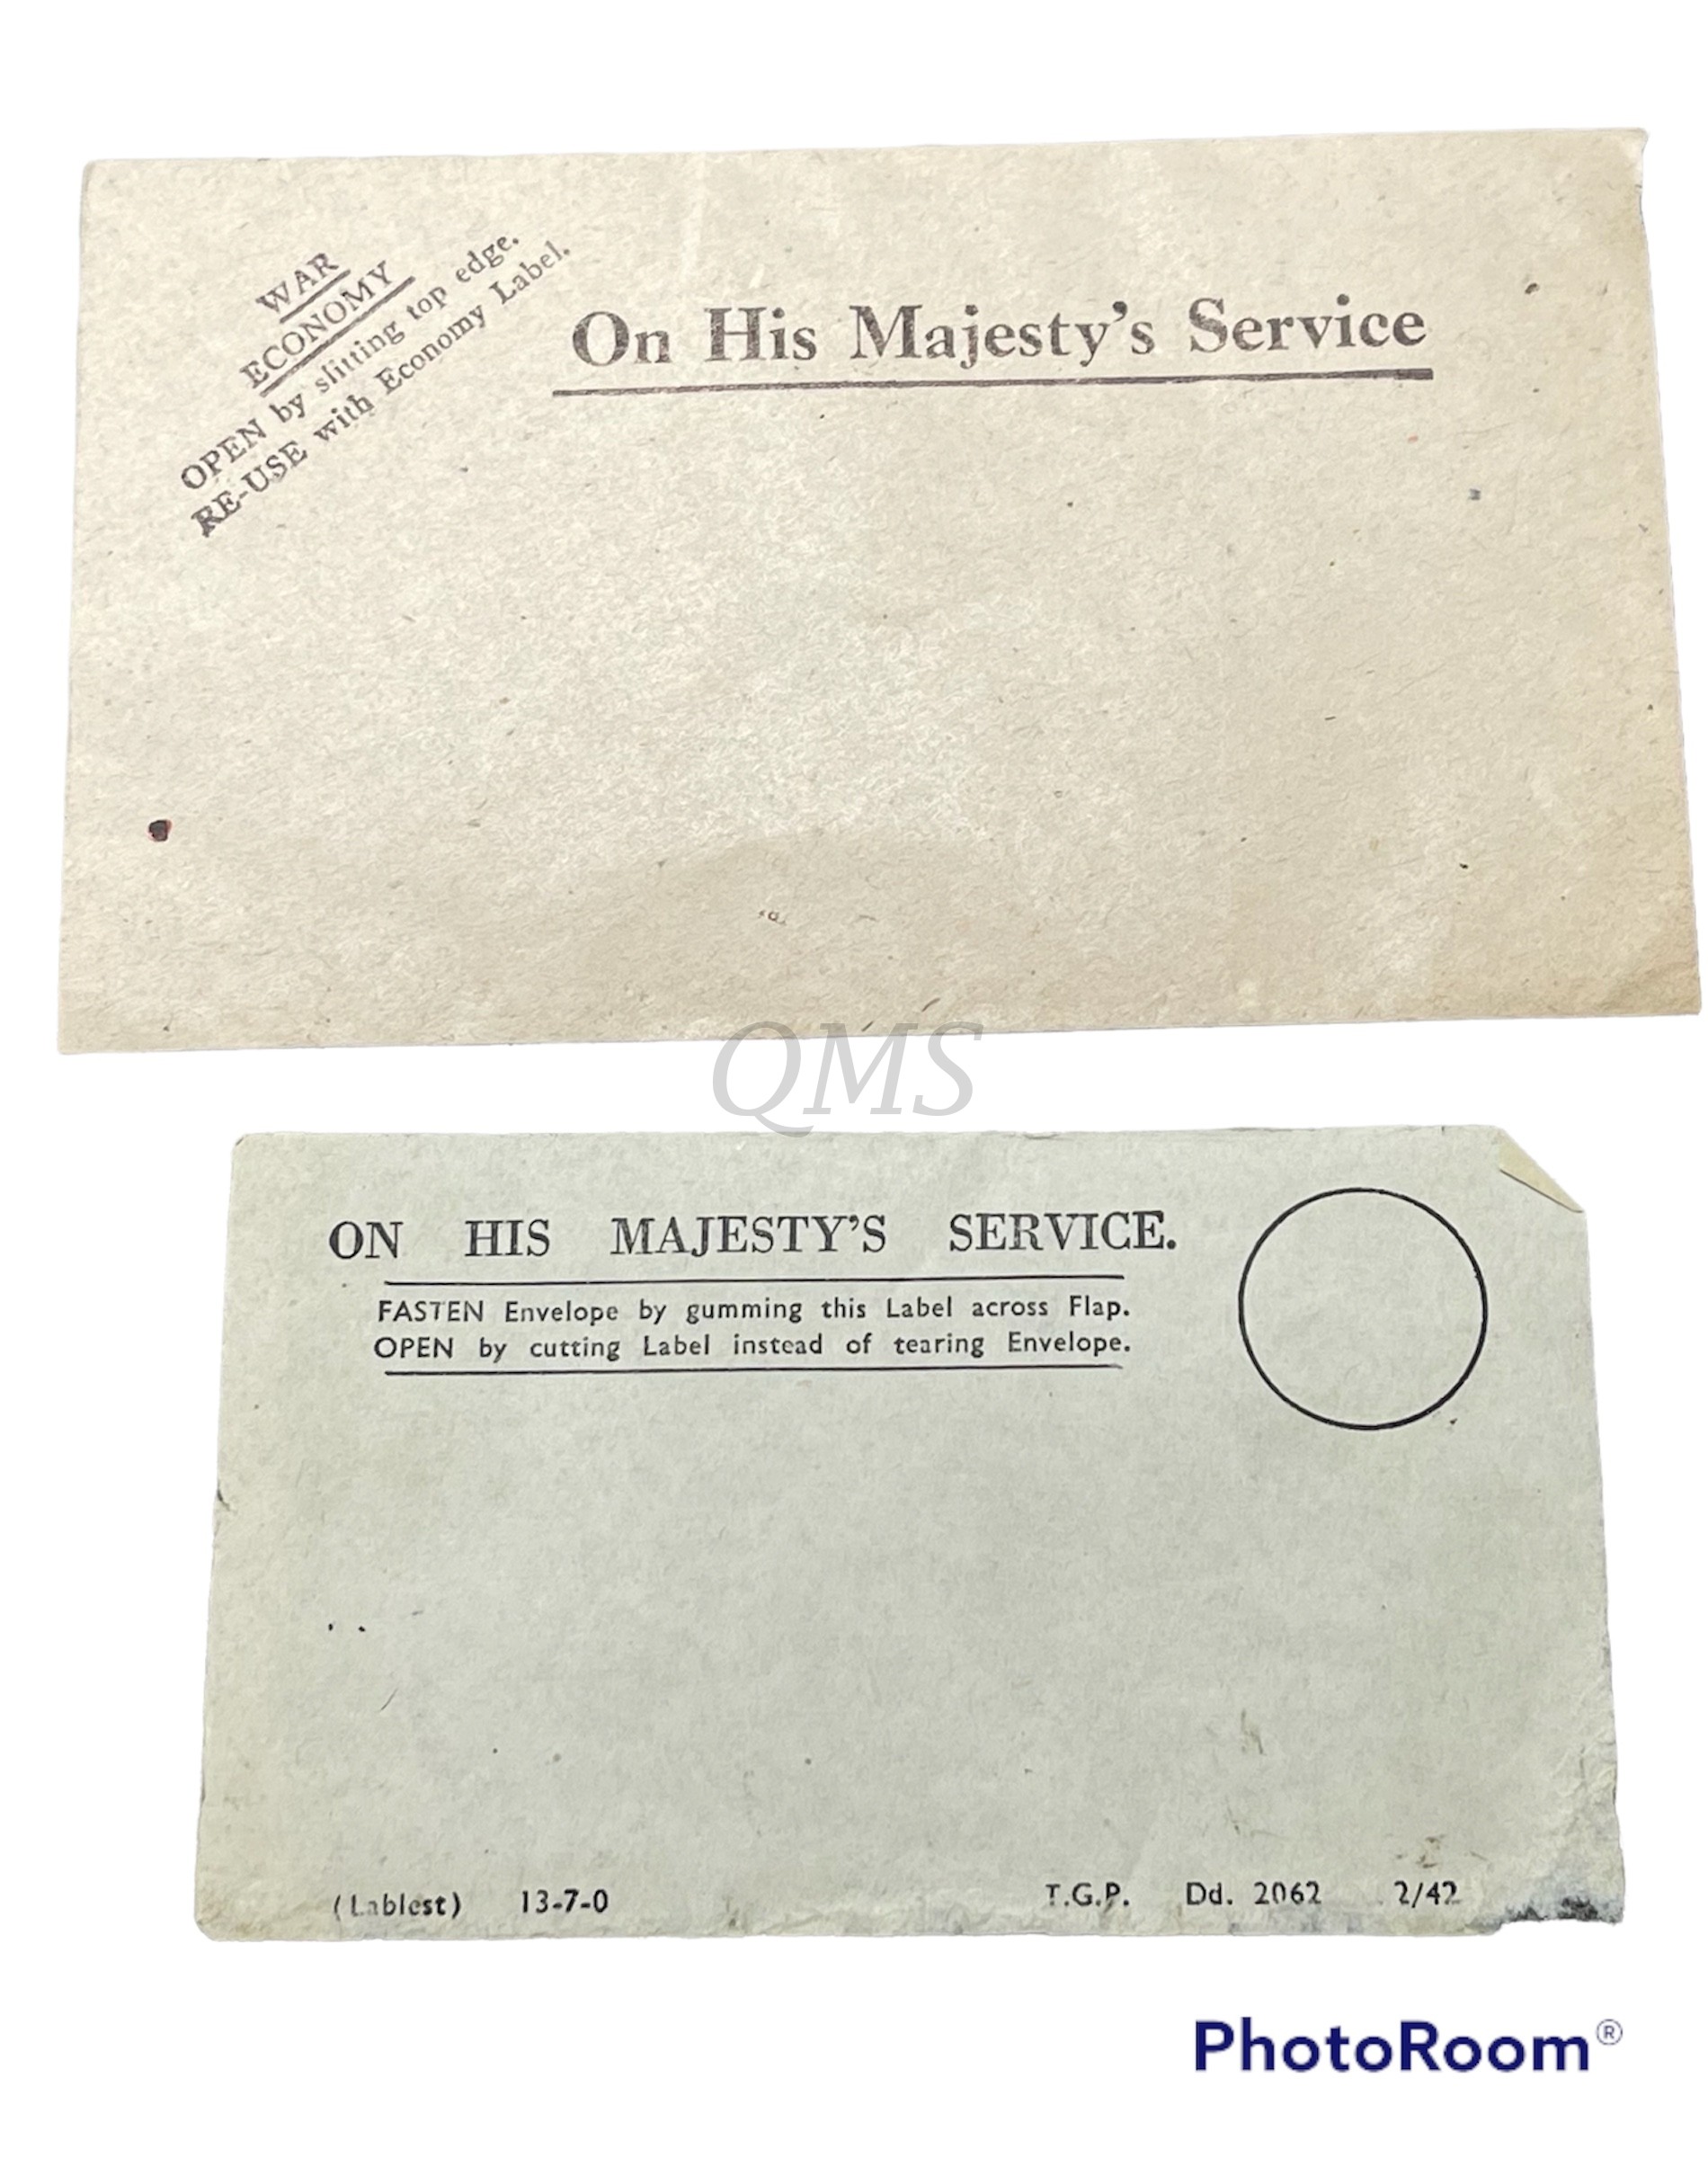 WAR
ECONOMY
OPEN by slitting top edge.
RE-USE with Economy Label.
On His Majesty's Service
QMS
ON HIS MAJESTY'S SERVICE.
FASTEN Envelope by gumming this Label across Flap.
OPEN by cutting Label instead of tearing Envelope.
(Lablest) 13-7-0
T.G.P. Dd. 2062 2/42
PhotoRoom®